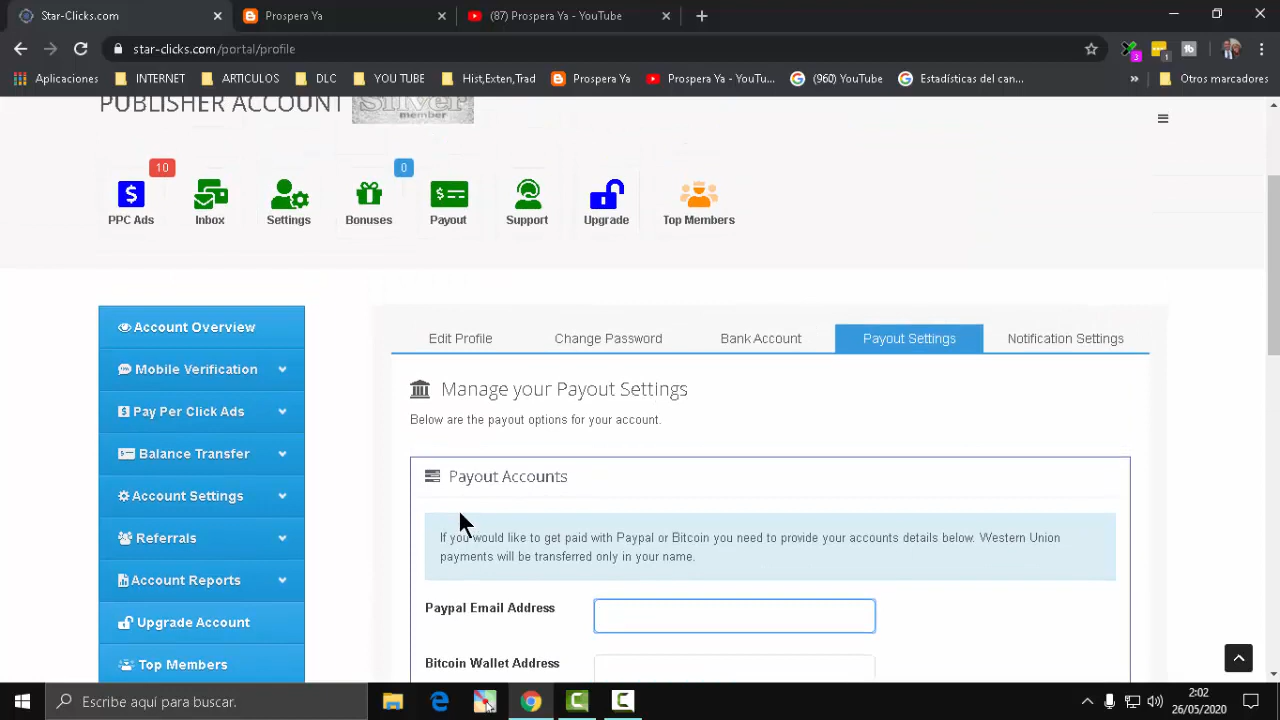 Star-Clicks.com
Prospera Ya
(87) Prospera Ya - YouTube
star-clicks.com/portal/profile
3
1
Aplicaciones
INTERNET
ARTICULOS
DLC
YOU TUBE
Hist,Exten,Trad
Prospera Ya
Prospera Ya - YouTu...
(960) YouTube
Estadísticas del can...
»
Otros marcadores
PUBLISHER ACCOUNT
Silver
member
10
0
PPC Ads
Inbox
Settings
Bonuses
Payout
Support
Upgrade
Top Members
Account Overview
Mobile Verification
Pay Per Click Ads
Balance Transfer
Account Settings
Referrals
Account Reports
Upgrade Account
Top Members
Edit Profile
Change Password
Bank Account
Payout Settings
Notification Settings
Manage your Payout Settings
Below are the payout options for your account.
Payout Accounts
If you would like to get paid with Paypal or Bitcoin you need to provide your accounts details below. Western Union
payments will be transferred only in your name.
Paypal Email Address
Bitcoin Wallet Address
Escribe aquí para buscar.
2:02
26/05/2020